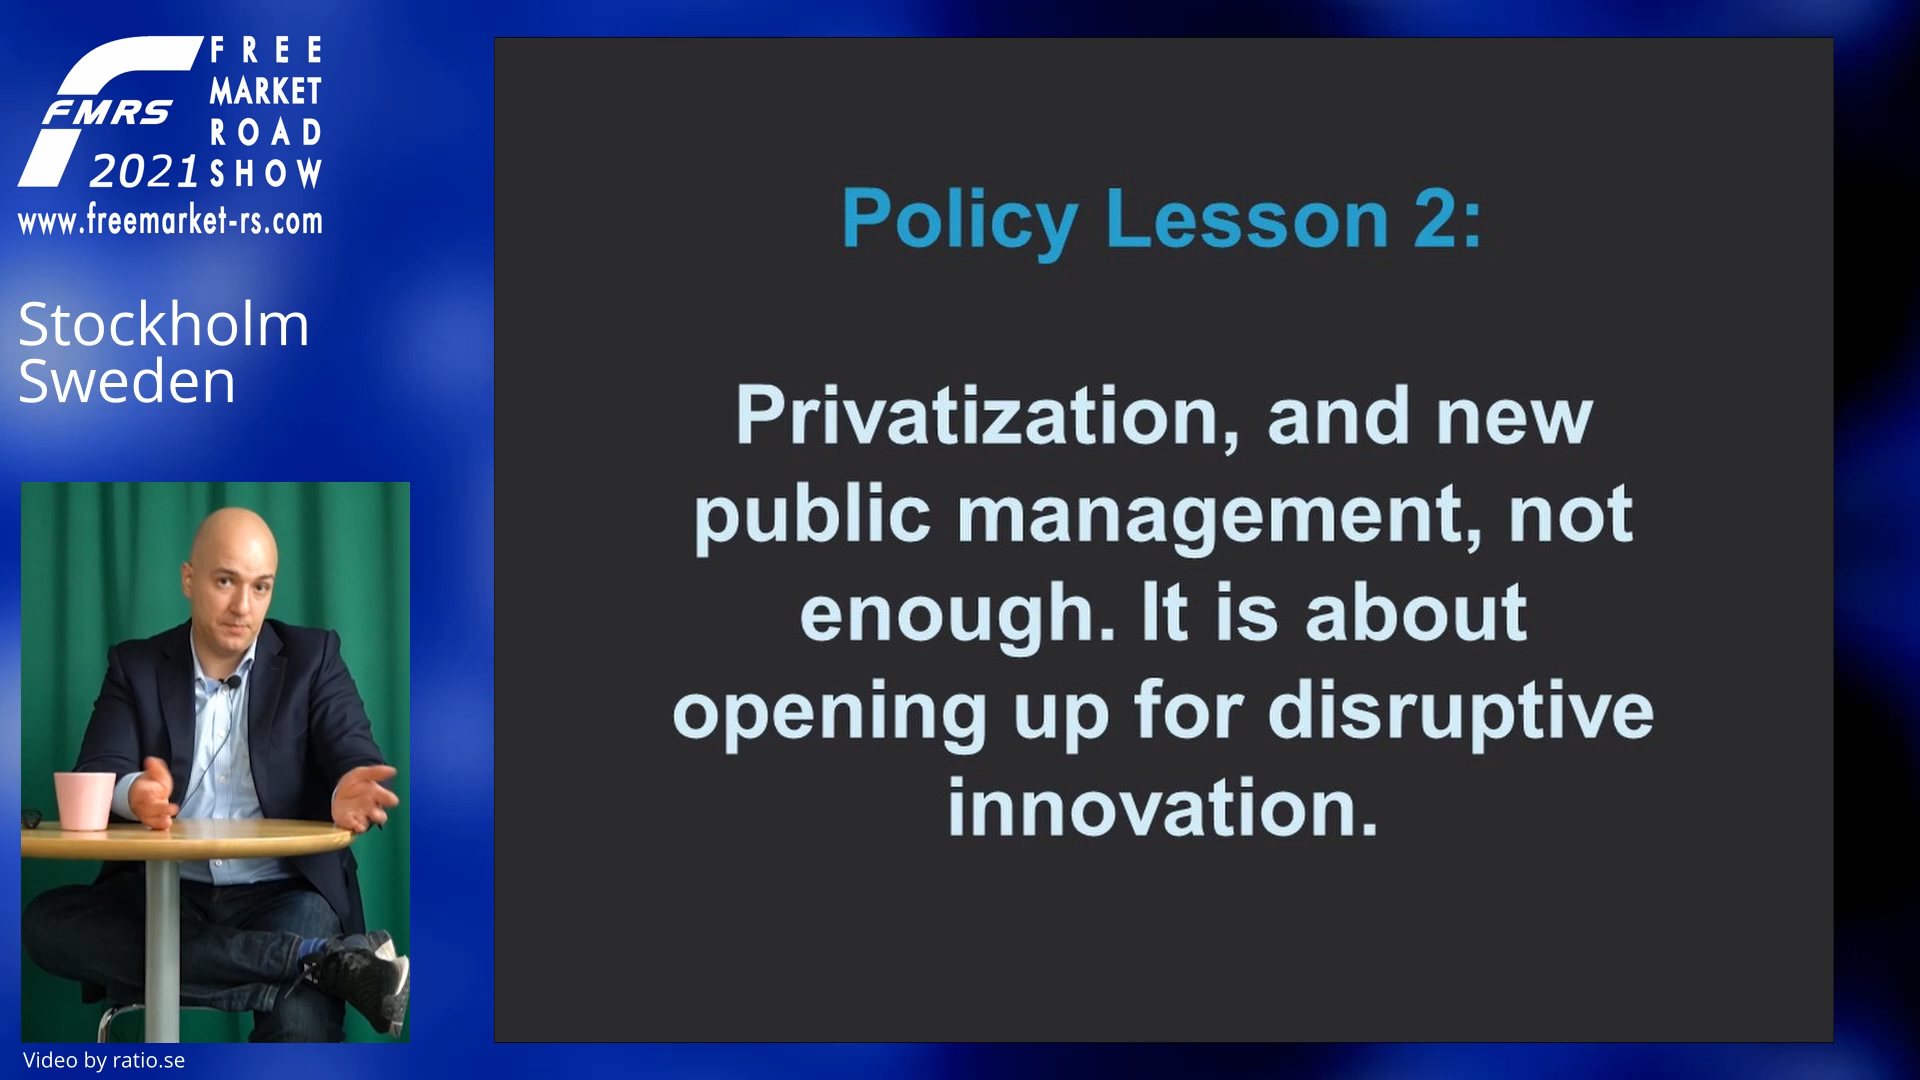 FREE
MARKET
ROAD
SHOW
FMRS
2021
www.freemarket-rs.com
Stockholm
Sweden
Policy Lesson 2:
Privatization, and new
public management, not
enough. It is about
opening up for disruptive
innovation.
Video by ratio.se